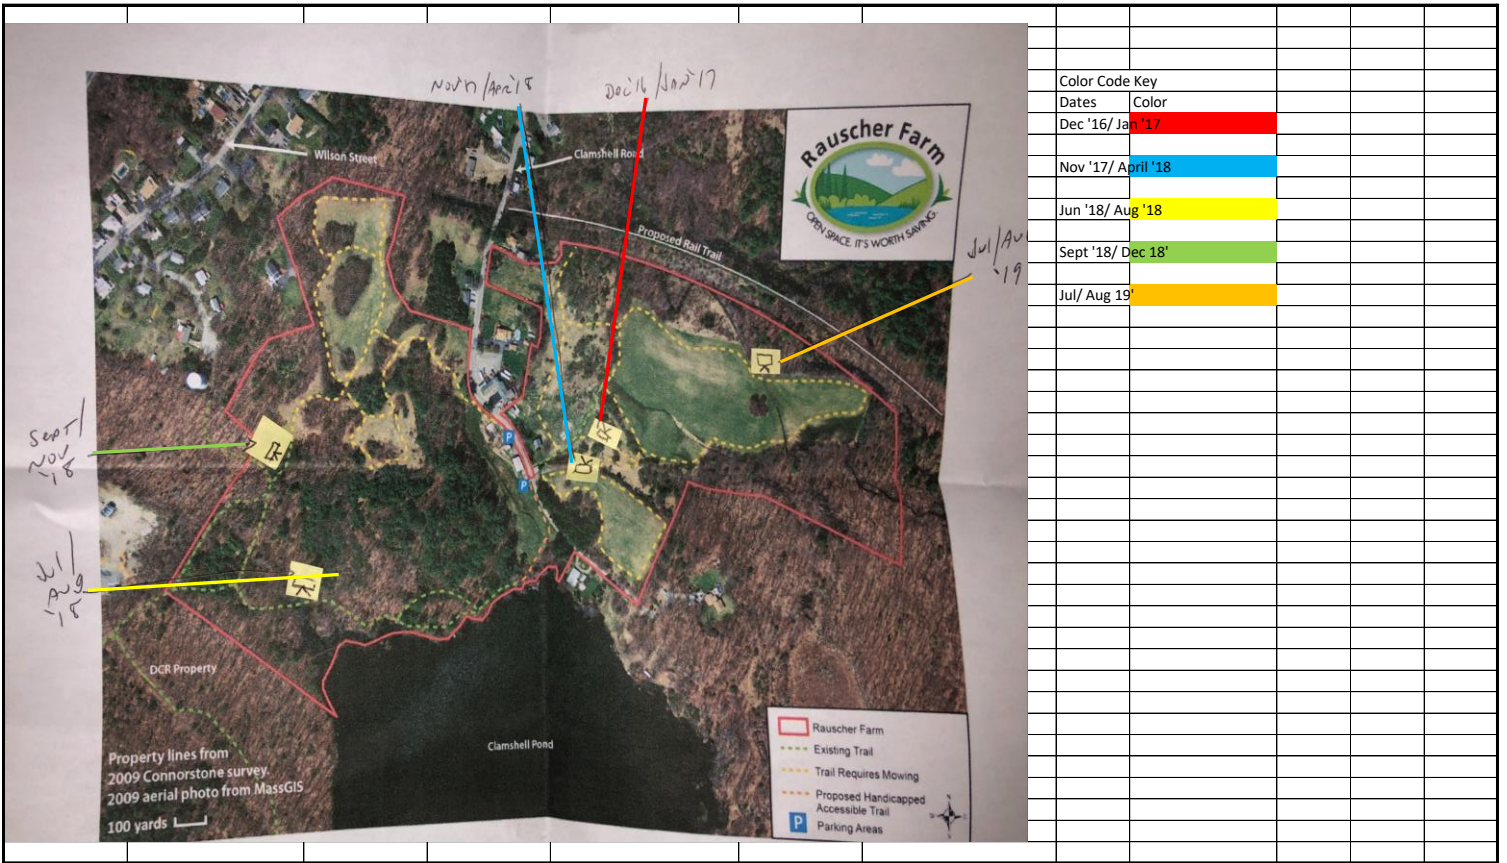 Color Code Key
Dates Color
Dec '16/ Jan '17
Nov '17/ April '18
Jun '18/ Aug '18
Sept '18/ Dec 18'
Jul/ Aug 19'
Nov'17/Apr'18
Dec'16/Jan'17
Wilson Street
Clamshell Road
Rauscher Farm
OPEN SPACE. IT'S WORTH SAVING.
Proposed Rail Trail
Jul/Au
'19
Sept/
Nov
'18
P
P
Jul/
Aug
'18
DCR Property
Clamshell Pond
Property lines from
2009 Connorstone survey.
2009 aerial photo from MassGIS
100 yards
Rauscher Farm
Existing Trail
Trail Requires Mowing
Proposed Handicapped
Accessible Trail
P Parking Areas